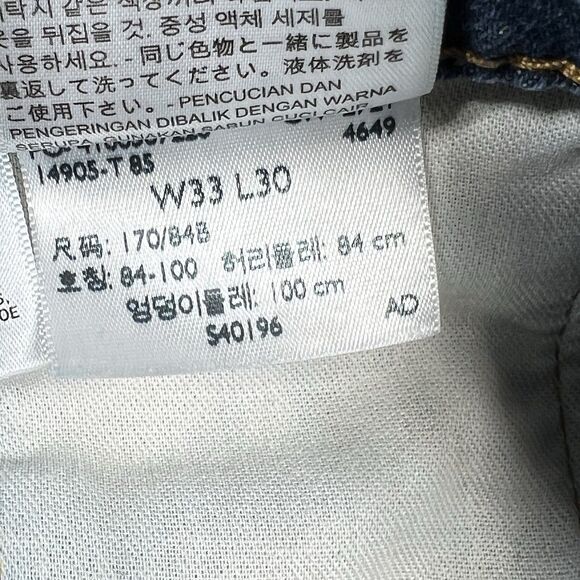 뒤집을 것. 중성 액체 세제를
사용하세요. - 同じ色物と一緒に製品を
裏返して洗ってください。液体洗剤を
ご使用下さい。- PENCUCIAN DAN
PENGERINGAN DIBALIK DENGAN WARNA
4649
14905-T 85
W33 L30
尺码: 170/84B
호칭: 84-100 허리둘레: 84 cm
엉덩이둘레: 100 cm
S40196 AD
OE